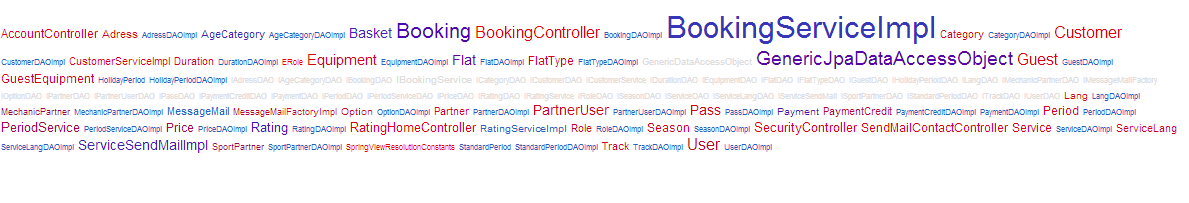 AccountController Adress AdressDAOImpl AgeCategory AgeCategoryDAOImpl Basket Booking BookingController BookingDAOImpl BookingServiceImpl Category CategoryDAOImpl Customer
CustomerDAOImpl CustomerServiceImpl Duration DurationDAOImpl ERole Equipment EquipmentDAOImpl Flat FlatDAOImpl FlatType FlatTypeDAOImpl GenericDataAccessObject GenericJpaDataAccessObject Guest GuestDAOImpl
GuestEquipment HolidayPeriod HolidayPeriodDAOImpl IAdressDAO IAgeCategoryDAO IBookingDAO IBookingService ICategoryDAO ICustomerDAO ICustomerService IDurationDAO IEquipmentDAO IFlatDAO IFlatTypeDAO IGuestDAO IHolidayPeriodDAO ILangDAO IMechanicPartnerDAO IMessageMailFactory
IOptionDAO IPartnerDAO IPartnerUserDAO IPassDAO IPaymentCreditDAO IPaymentDAO IPeriodDAO IPeriodServiceDAO IPriceDAO IRatingDAO IRatingService IRoleDAO ISeasonDAO IServiceDAO IServiceLangDAO IServiceSendMail ISportPartnerDAO IStandardPeriodDAO ITrackDAO IUserDAO Lang LangDAOImpl
MechanicPartner MechanicPartnerDAOImpl MessageMail MessageMailFactoryImpl Option OptionDAOImpl Partner PartnerDAOImpl PartnerUser PartnerUserDAOImpl Pass PassDAOImpl Payment PaymentCredit PaymentCreditDAOImpl PaymentDAOImpl Period PeriodDAOImpl
PeriodService PeriodServiceDAOImpl Price PriceDAOImpl Rating RatingDAOImpl RatingHomeController RatingServiceImpl Role RoleDAOImpl Season SeasonDAOImpl SecurityController SendMailContactController Service ServiceDAOImpl ServiceLang
ServiceLangDAOImpl ServiceSendMailImpl SportPartner SportPartnerDAOImpl SpringViewResolutionConstants StandardPeriod StandardPeriodDAOImpl Track TrackDAOImpl User UserDAOImpl